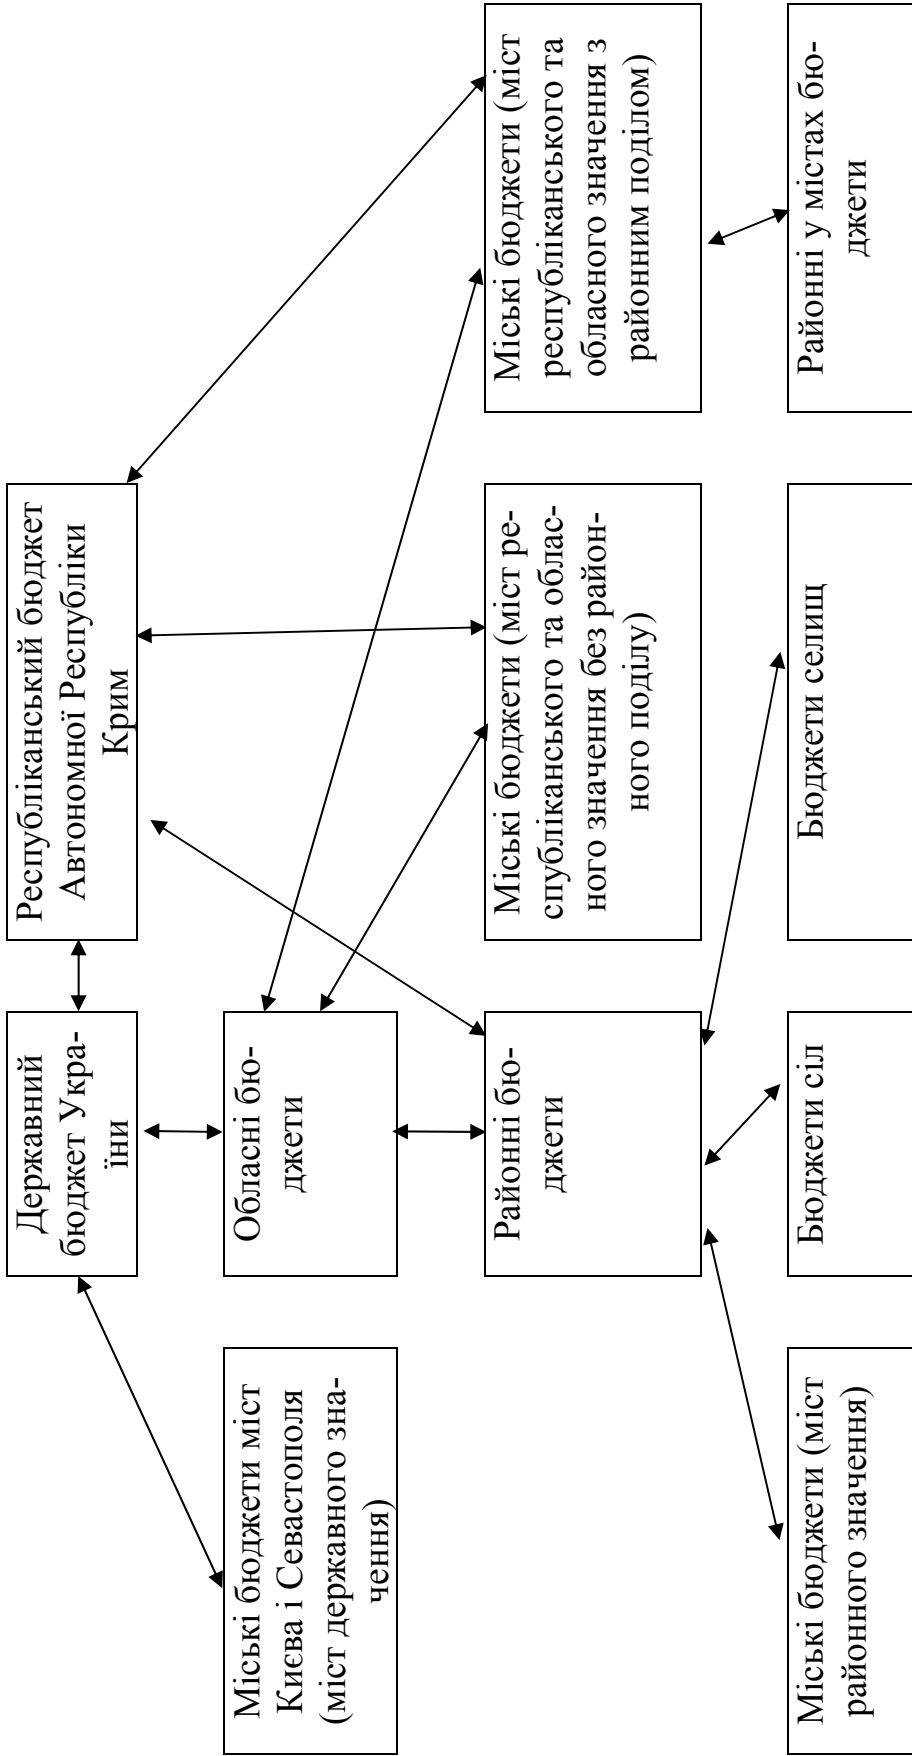 Державний
бюджет Укра-
їни
Республіканський бюджет
Автономної Республіки
Крим
Міські бюджети міст
Києва і Севастополя
(міст державного зна-
чення)
Обласні бю-
джети
Районні бю-
джети
Міські бюджети (міст ре-
спубліканського та облас-
ного значення без район-
ного поділу)
Міські бюджети (міст
республіканського та
обласного значення з
районним поділом)
Міські бюджети (міст
районного значення)
Бюджети сіл
Бюджети селищ
Районні у містах бю-
джети